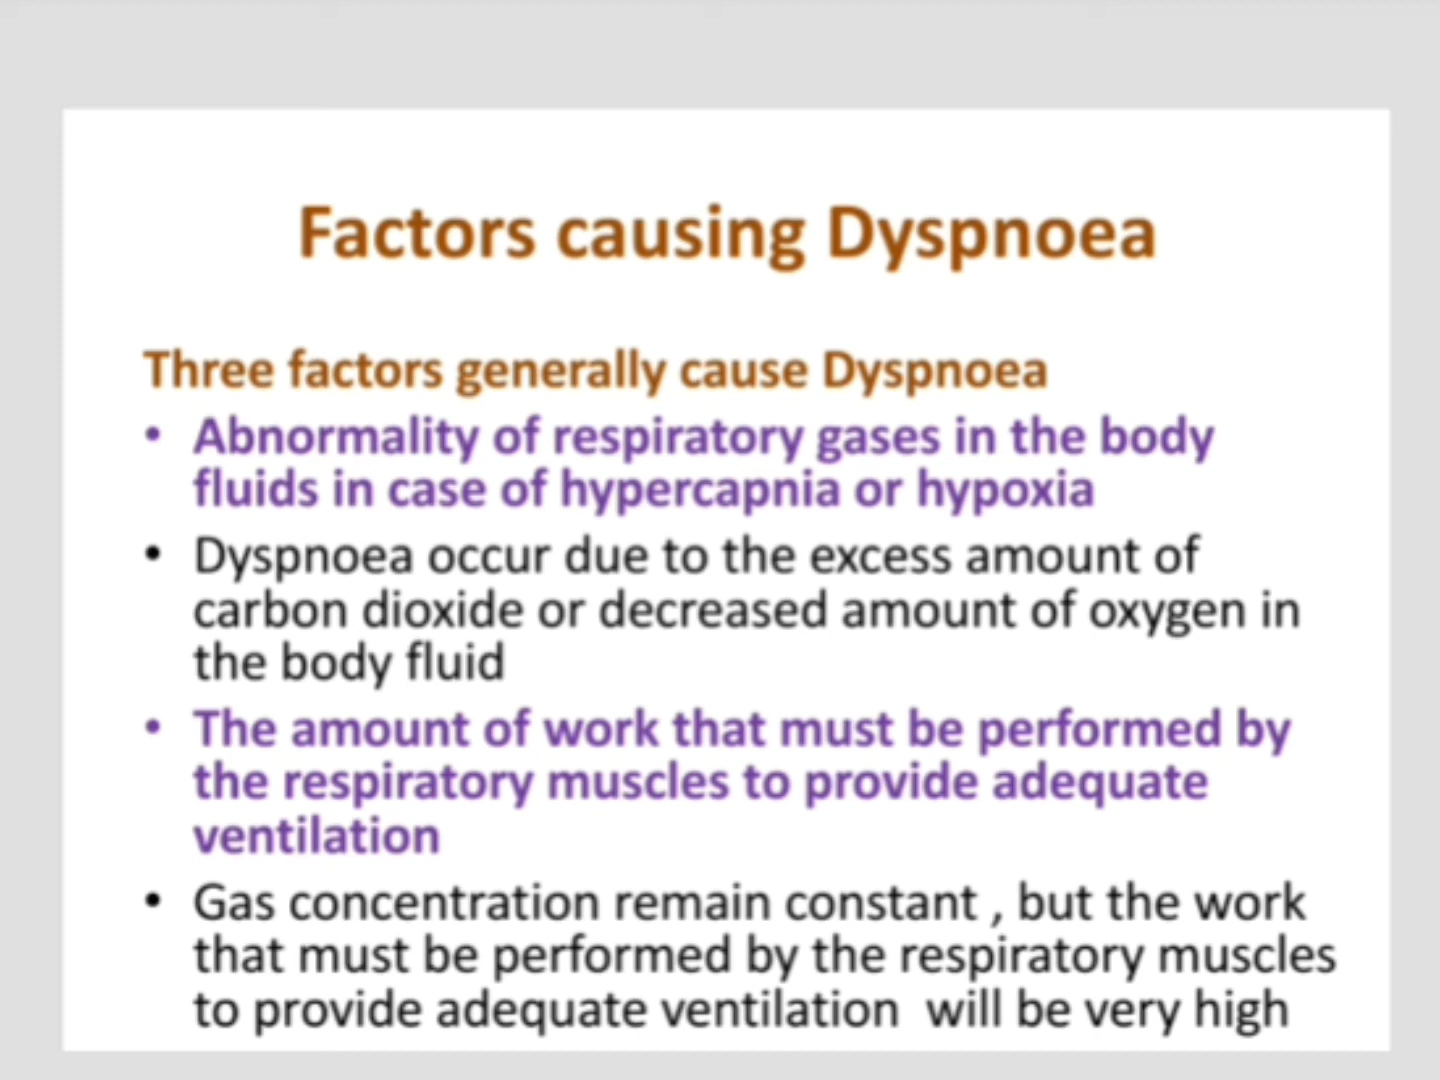 Factors causing Dyspnoea
Three factors generally cause Dyspnoea
• Abnormality of respiratory gases in the body
fluids in case of hypercapnia or hypoxia
• Dyspnoea occur due to the excess amount of
carbon dioxide or decreased amount of oxygen in
the body fluid
• The amount of work that must be performed by
the respiratory muscles to provide adequate
ventilation
• Gas concentration remain constant , but the work
that must be performed by the respiratory muscles
to provide adequate ventilation  will be very high